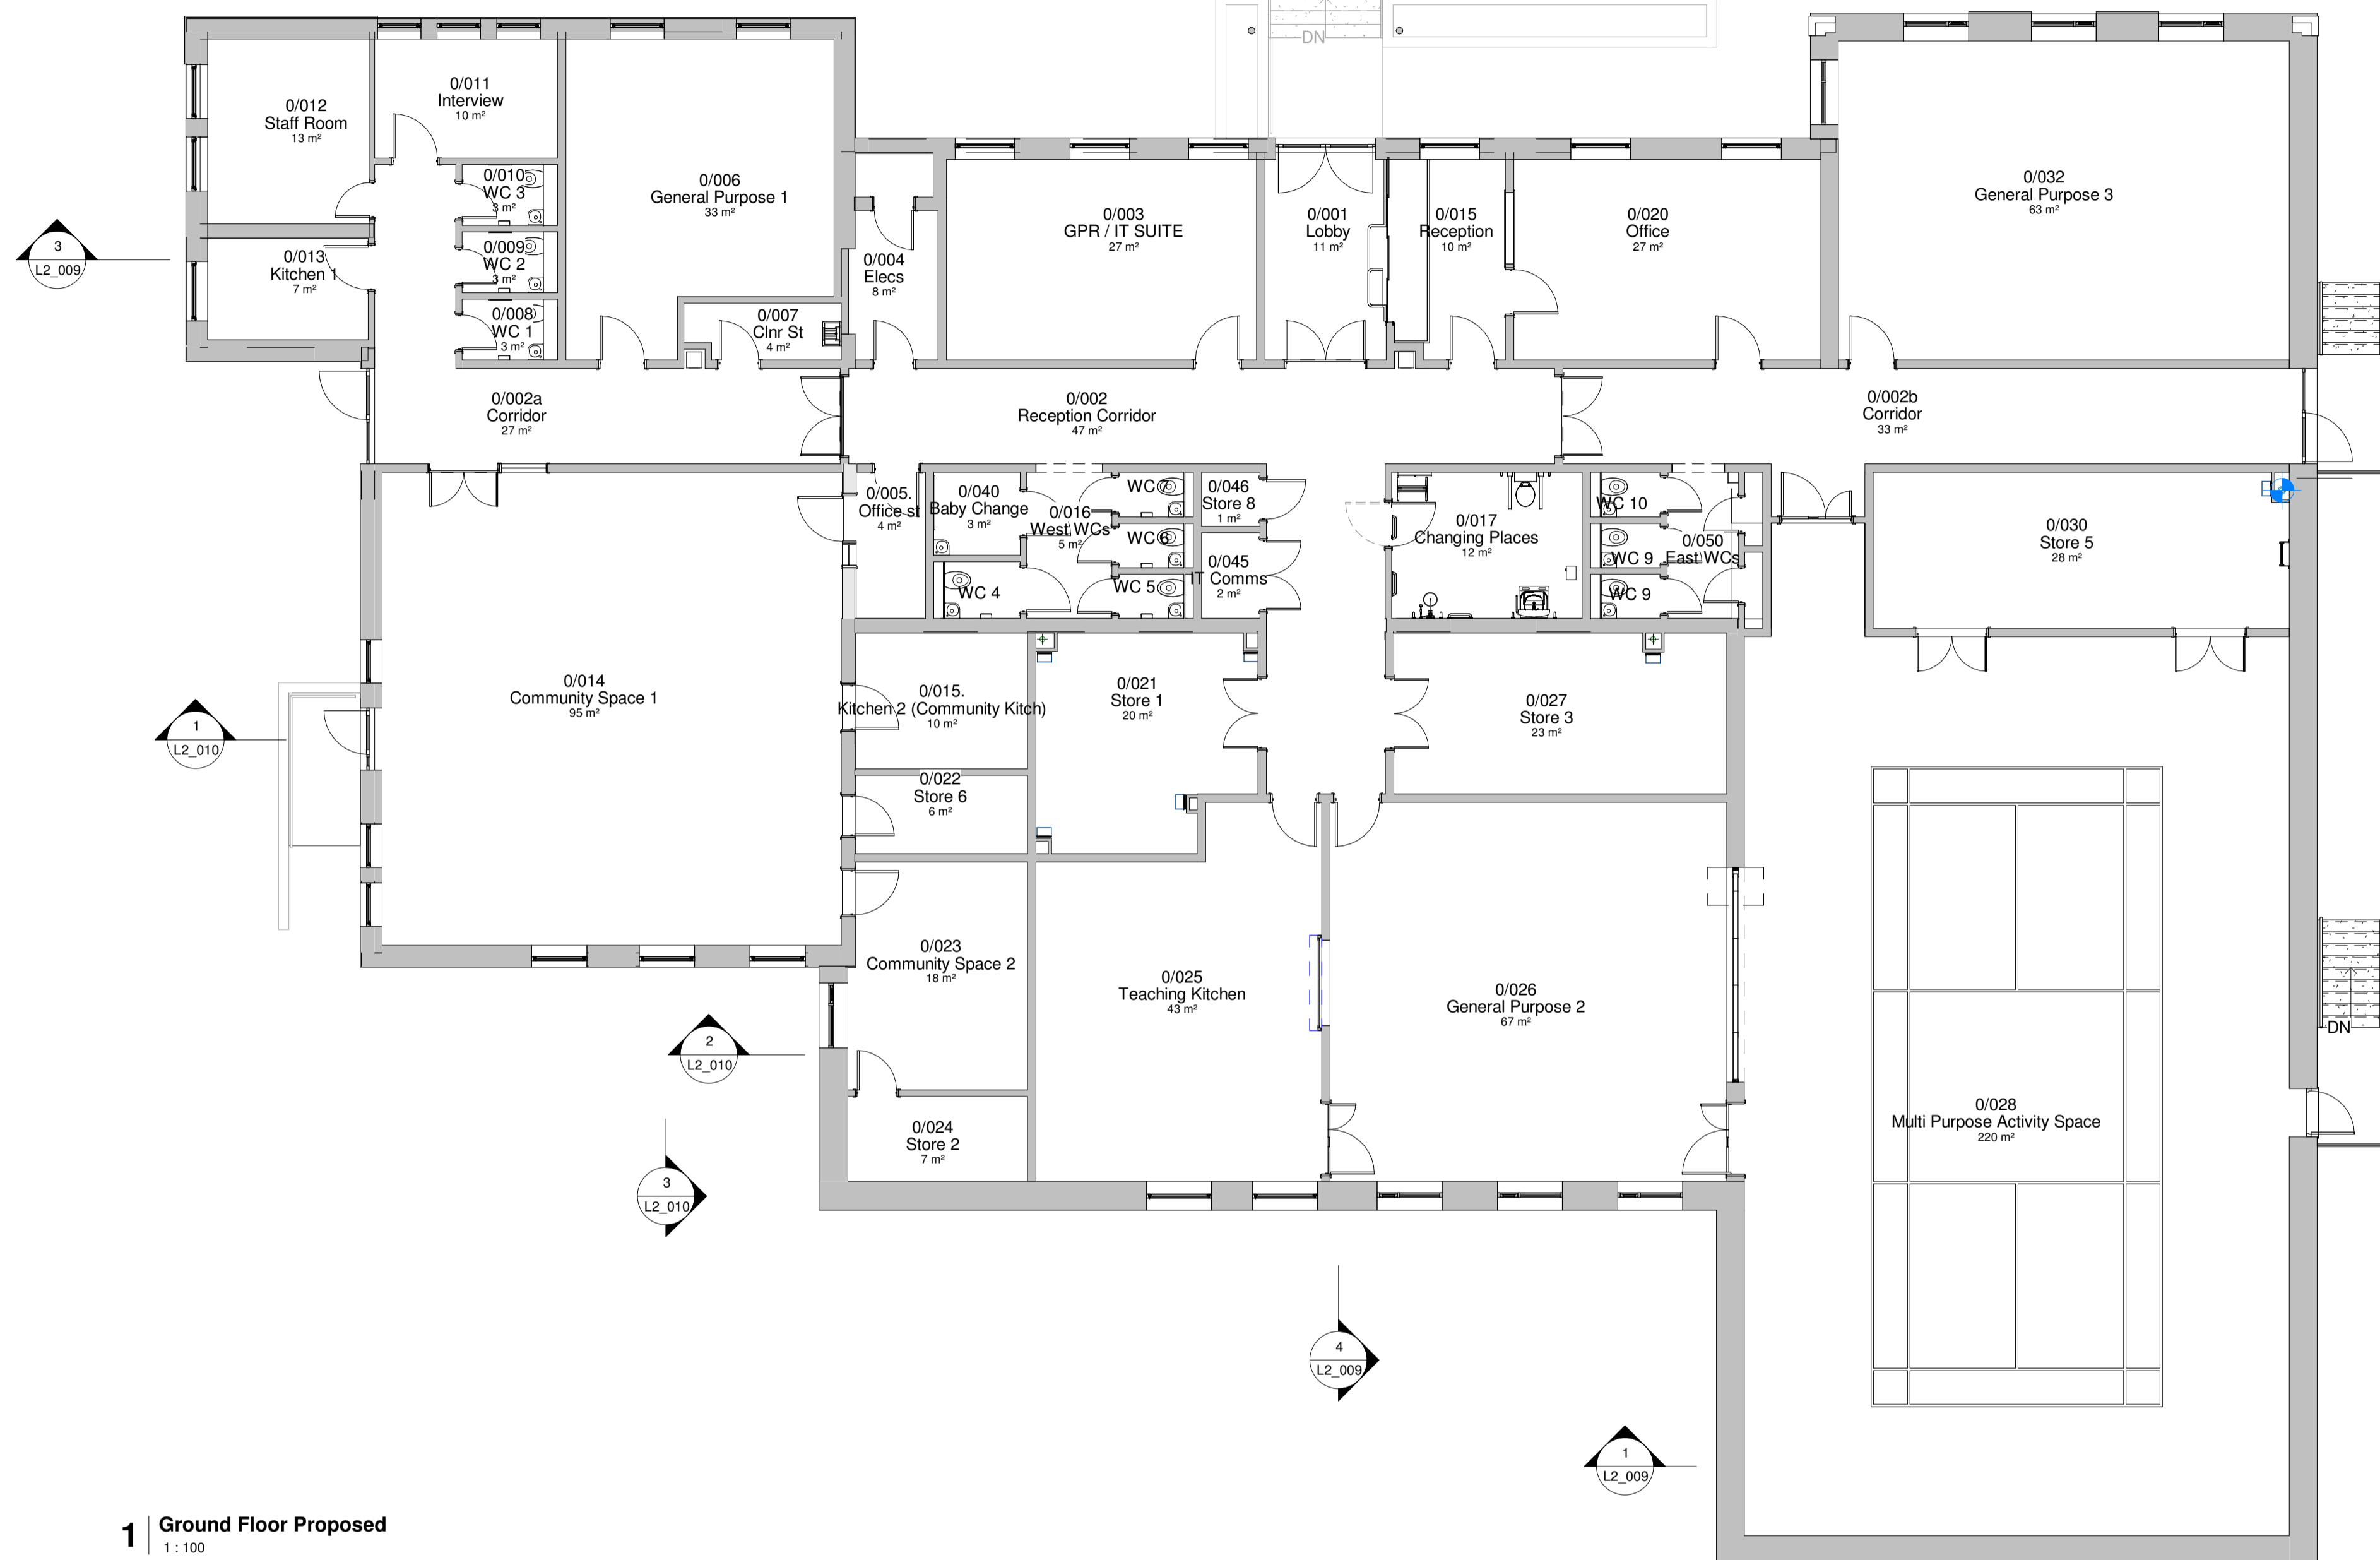 DN
0/012
Staff Room
13 m²
0/011
Interview
10 m²
0/010
WC 3
3 m²
0/009
WC 2
3 m²
0/008
WC 1
3 m²
0/013
Kitchen 1
7 m²
0/006
General Purpose 1
33 m²
0/007
Clnr St
4 m²
0/004
Elecs
8 m²
0/003
GPR / IT SUITE
27 m²
0/001
Lobby
11 m²
0/015
Reception
10 m²
0/020
Office
27 m²
0/032
General Purpose 3
63 m²
3
L2_009
0/002a
Corridor
27 m²
0/002
Reception Corridor
47 m²
0/002b
Corridor
33 m²
0/005.
Office st
4 m²
0/040
Baby Change
3 m²
0/016
West WCs
5 m²
WC 7
WC 6
WC 5
WC 4
0/046
Store 8
1 m²
0/045
IT Comms
2 m²
0/017
Changing Places
12 m²
WC 10
WC 9
WC 9
0/050
East WCs
0/030
Store 5
28 m²
0/014
Community Space 1
95 m²
1
L2_010
0/015.
Kitchen 2 (Community Kitch)
10 m²
0/021
Store 1
20 m²
0/027
Store 3
23 m²
0/022
Store 6
6 m²
0/023
Community Space 2
18 m²
0/025
Teaching Kitchen
43 m²
0/026
General Purpose 2
67 m²
DN
2
L2_010
0/024
Store 2
7 m²
0/028
Multi Purpose Activity Space
220 m²
3
L2_010
4
L2_009
1
L2_009
1
Ground Floor Proposed
1 : 100